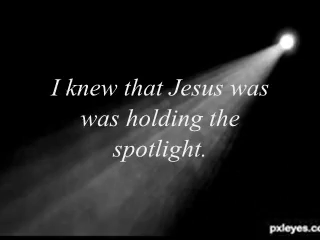 I knew that Jesus was
was holding the
spotlight.
pxleyes.co